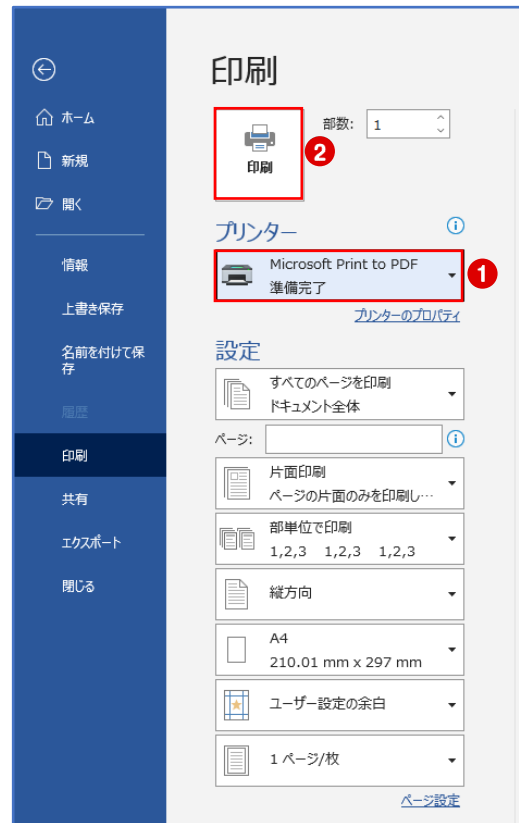 印刷
ホーム
新規
開く
情報
上書き保存
名前を付けて保
存
履歴
印刷
共有
エクスポート
閉じる
印刷
部数: 1
2
プリンター
Microsoft Print to PDF
準備完了
1
プリンターのプロパティ
設定
すべてのページを印刷
ドキュメント全体
ページ:
片面印刷
ページの片面のみを印刷し…
部単位で印刷
1,2,3 1,2,3 1,2,3
縦方向
A4
210.01 mm x 297 mm
ユーザー設定の余白
1 ページ/枚
ページ設定